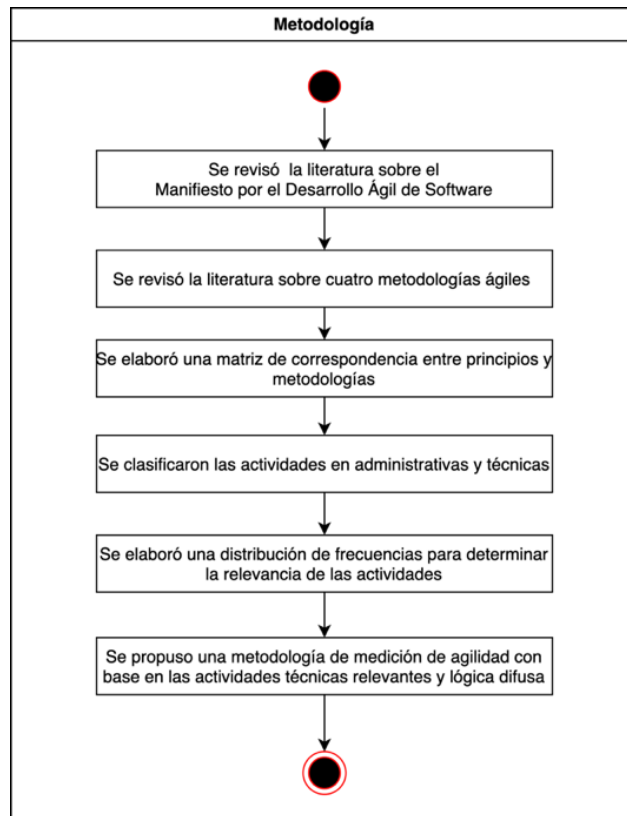 Metodología
Se revisó la literatura sobre el
Manifiesto por el Desarrollo Ágil de Software
Se revisó la literatura sobre cuatro metodologías ágiles
Se elaboró una matriz de correspondencia entre principios y
metodologías
Se clasificaron las actividades en administrativas y técnicas
Se elaboró una distribución de frecuencias para determinar
la relevancia de las actividades
Se propuso una metodología de medición de agilidad con
base en las actividades técnicas relevantes y lógica difusa